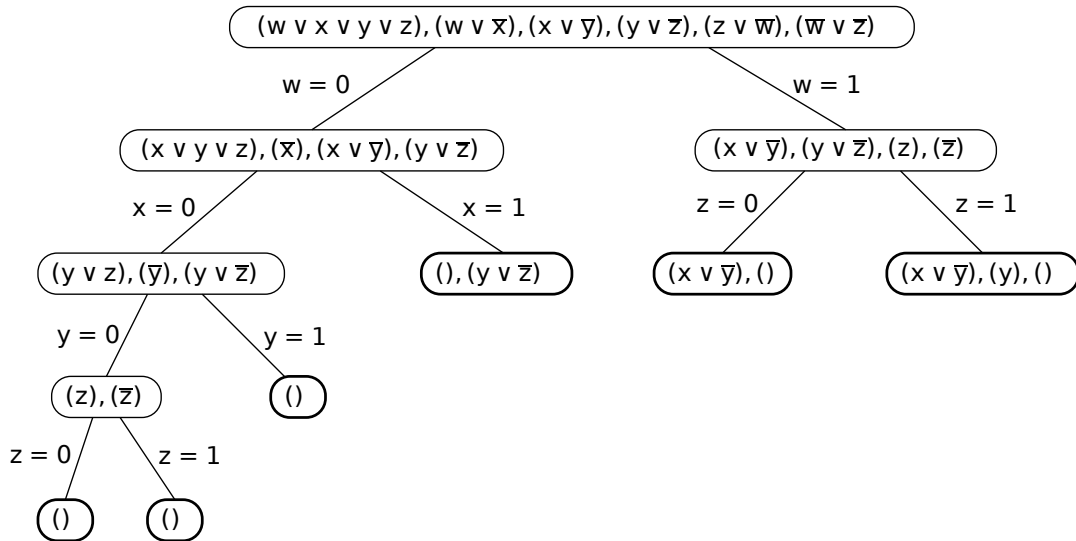 (w ∨ x ∨ y ∨ z), (w ∨ x̅), (x ∨ y̅), (y ∨ z̅), (z ∨ w̅), (w̅ ∨ z̅)
w = 0 w = 1
(x ∨ y ∨ z), (x̅), (x ∨ y̅), (y ∨ z̅) (x ∨ y̅), (y ∨ z̅), (z), (z̅)
x = 0 x = 1 z = 0 z = 1
(y ∨ z), (y̅), (y ∨ z̅) (), (y ∨ z̅) (x ∨ y̅), () (x ∨ y̅), (y), ()
y = 0 y = 1
(z), (z̅) ()
z = 0 z = 1
() ()